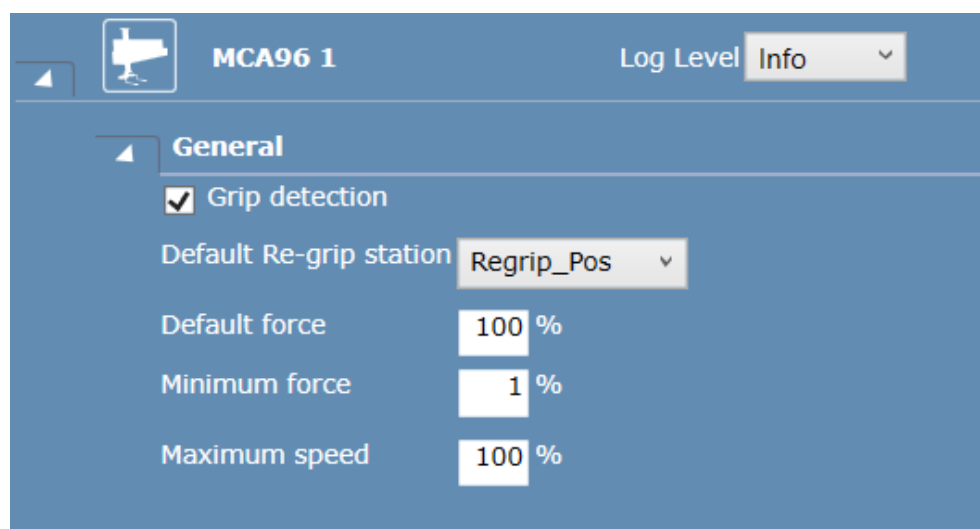 MCA96 1 Log Level Info
General
Grip detection
Default Re-grip station Regrip_Pos
Default force 100 %
Minimum force 1 %
Maximum speed 100 %